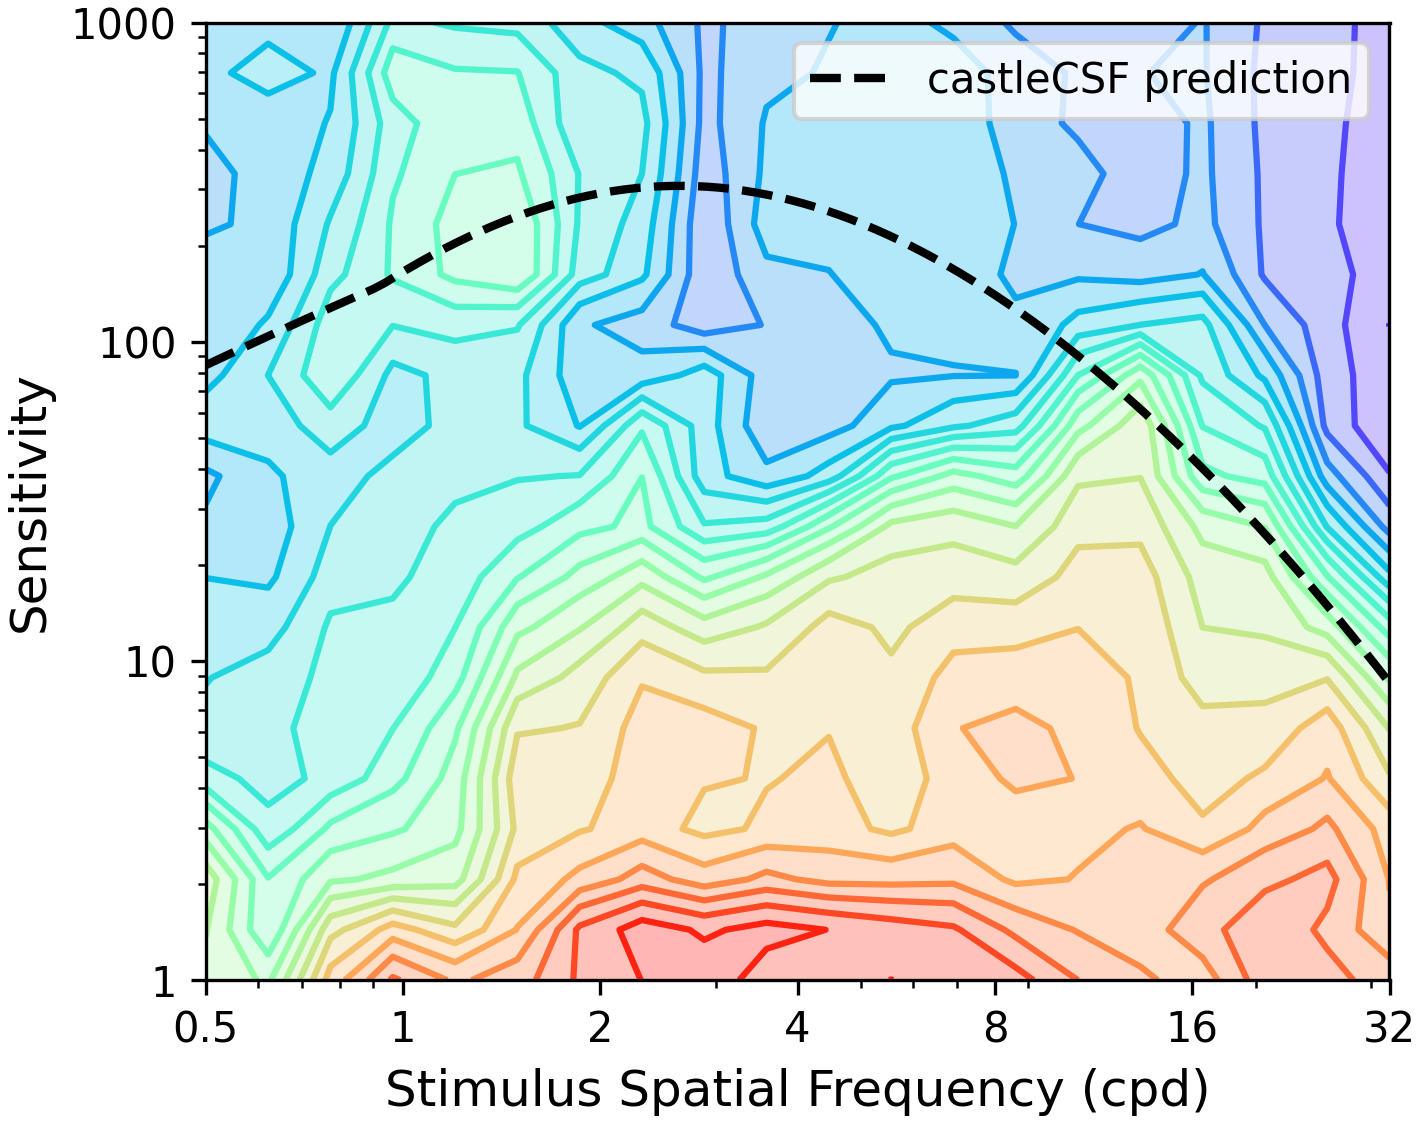 1000
100
10
1
Sensitivity
castleCSF prediction
0.5 1 2 4 8 16 32
Stimulus Spatial Frequency (cpd)